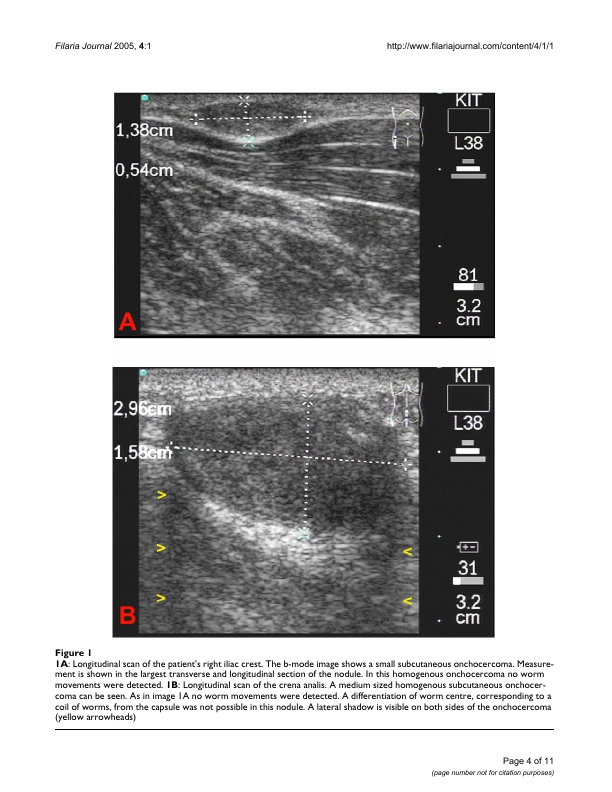 Filaria Journal 2005, 4:1
http://www.filariajournal.com/content/4/1/1
KIT
1,38cm
L38
0,54cm
81
3.2
cm
A
KIT
2,96cm
L38
1,58cm
>
>
<
31
>
<
3.2
cm
B
Figure 1
1A: Longitudinal scan of the patient's right iliac crest. The b-mode image shows a small subcutaneous onchocercoma. Measure-
ment is shown in the largest transverse and longitudinal section of the nodule. In this homogenous onchocercoma no worm
movements were detected. 1B: Longitudinal scan of the crena analis. A medium sized homogenous subcutaneous onchocer-
coma can be seen. As in image 1A no worm movements were detected. A differentiation of worm centre, corresponding to a
coil of worms, from the capsule was not possible in this nodule. A lateral shadow is visible on both sides of the onchocercoma
(yellow arrowheads)
Page 4 of 11
(page number not for citation purposes)